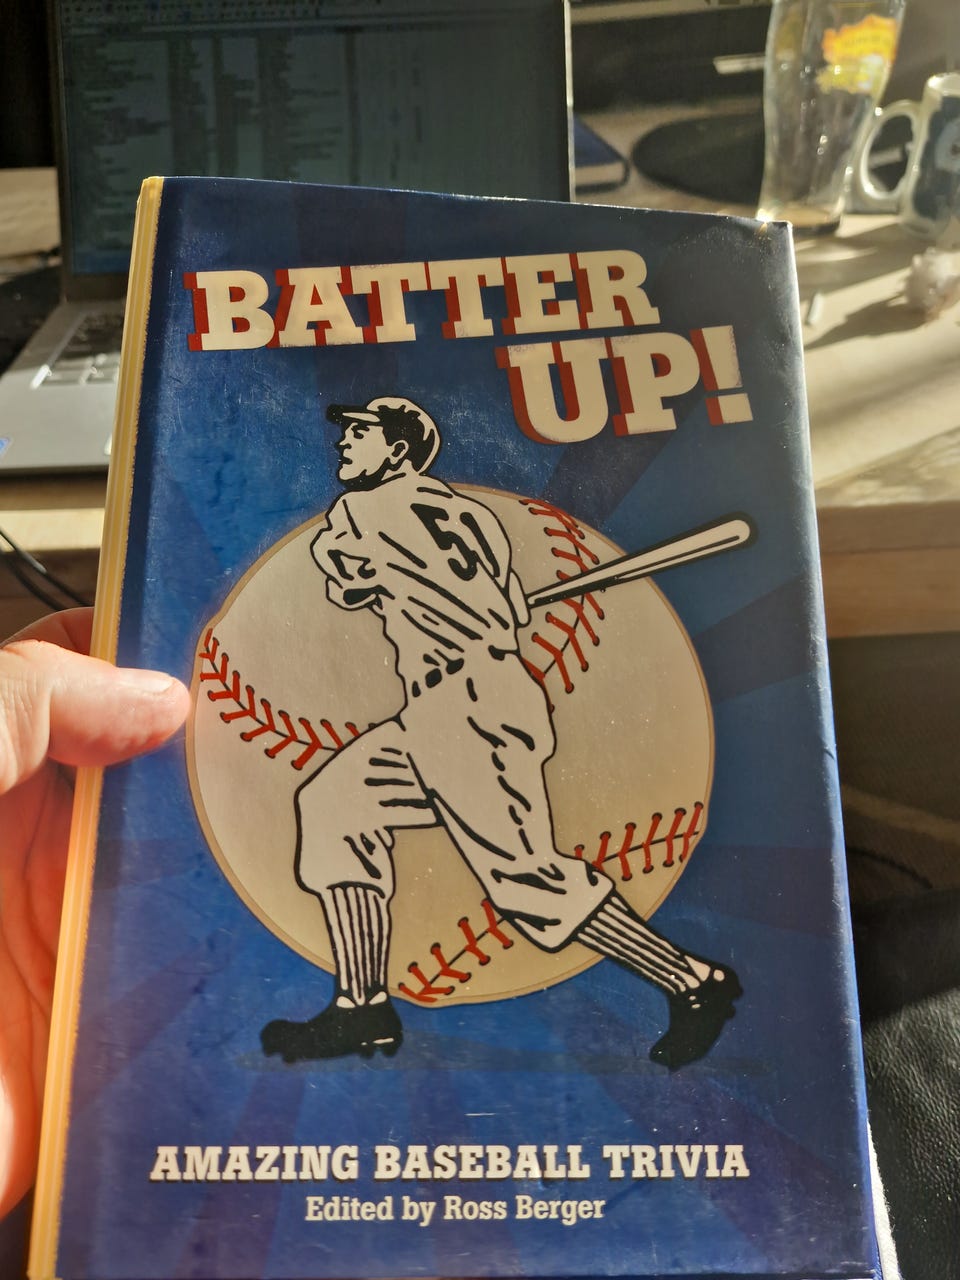 BATTER
UP!
51
AMAZING BASEBALL TRIVIA
Edited by Ross Berger